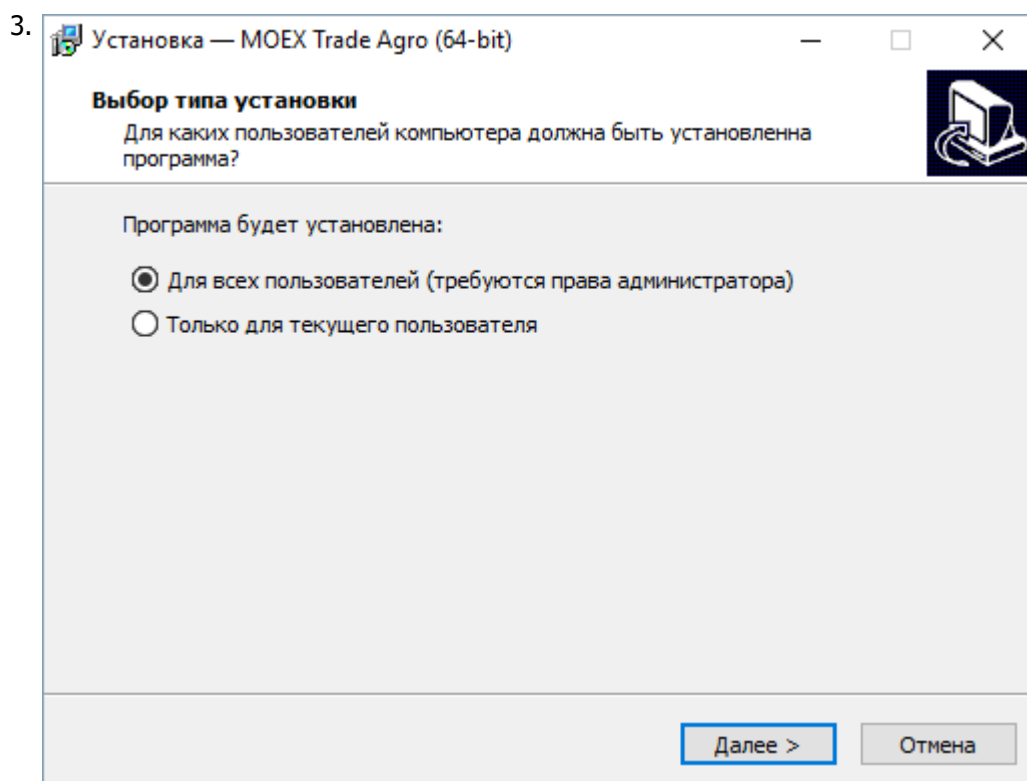 3.
Установка — MOEX Trade Agro (64-bit)
Выбор типа установки
Для каких пользователей компьютера должна быть установленна
программа?
Программа будет установлена:
Для всех пользователей (требуются права администратора)
Только для текущего пользователя
Далее >
Отмена